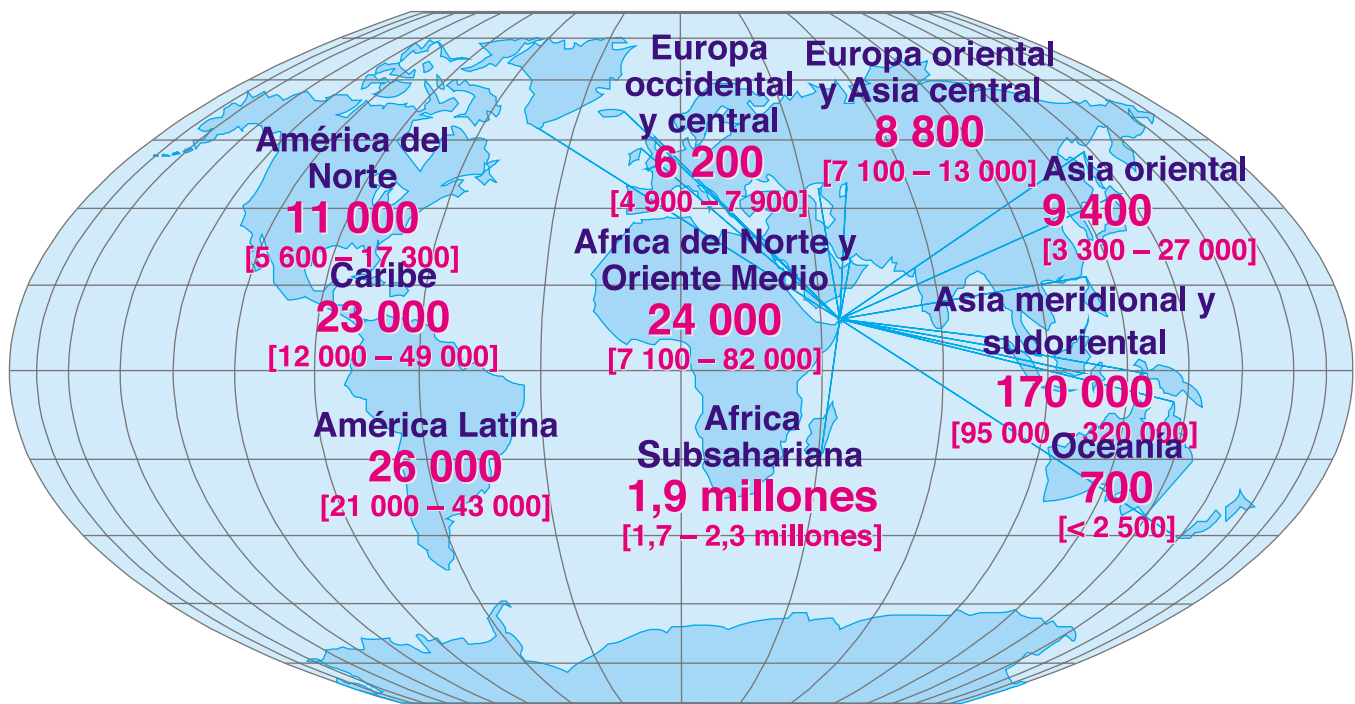 Europa
occidental
y central
6 200
[4 900 – 7 900]
Europa oriental
y Asia central
8 800
[7 100 – 13 000]
América del
Norte
11 000
[5 600 – 17 300]
Asia oriental
9 400
[3 300 – 27 000]
Africa del Norte y
Oriente Medio
24 000
[7 100 – 82 000]
Caribe
23 000
[12 000 – 49 000]
Asia meridional y
sudoriental
170 000
[95 000 – 320 000]
América Latina
26 000
[21 000 – 43 000]
Africa
Subsahariana
1,9 millones
[1,7 – 2,3 millones]
Oceanía
700
[< 2 500]